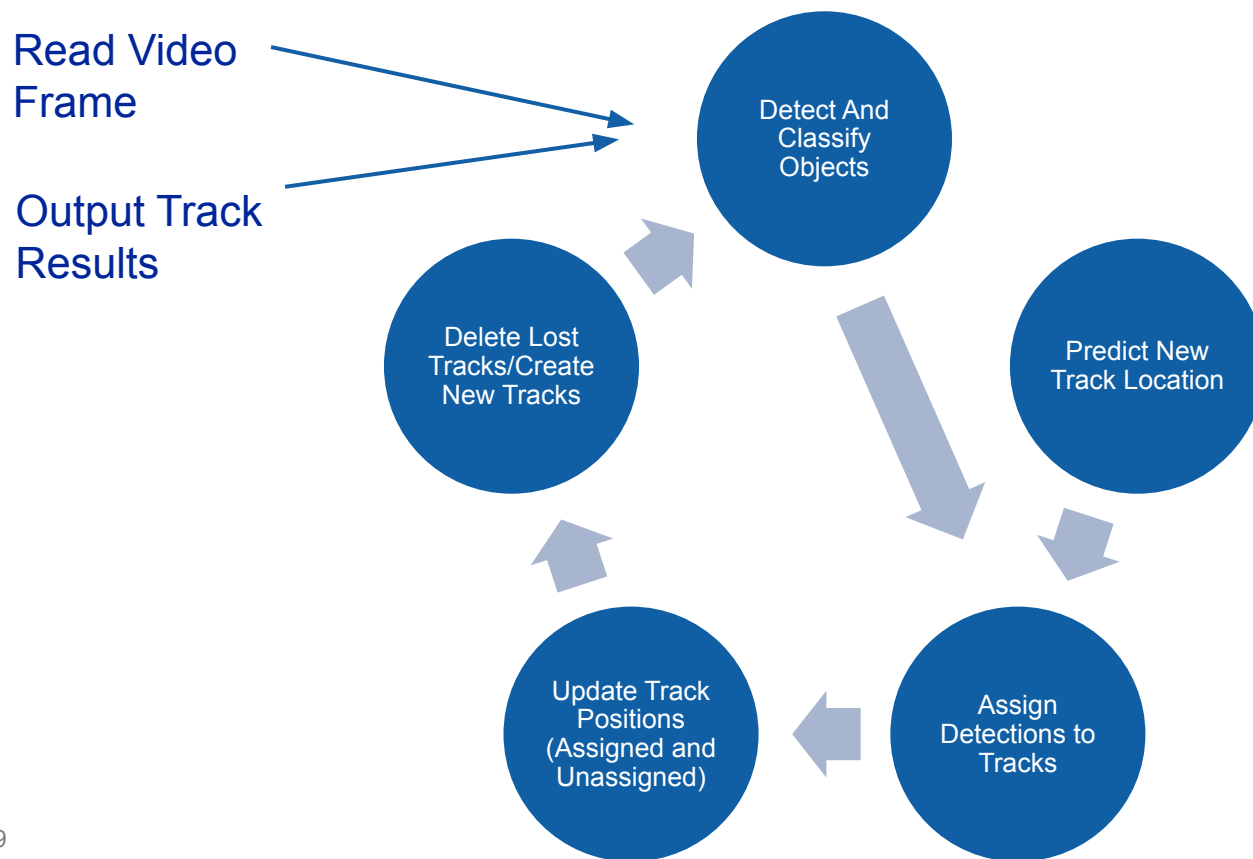 Read Video
Frame
Output Track
Results
Detect And
Classify
Objects
Predict New
Track Location
Assign
Detections to
Tracks
Update Track
Positions
(Assigned and
Unassigned)
Delete Lost
Tracks/Create
New Tracks
9